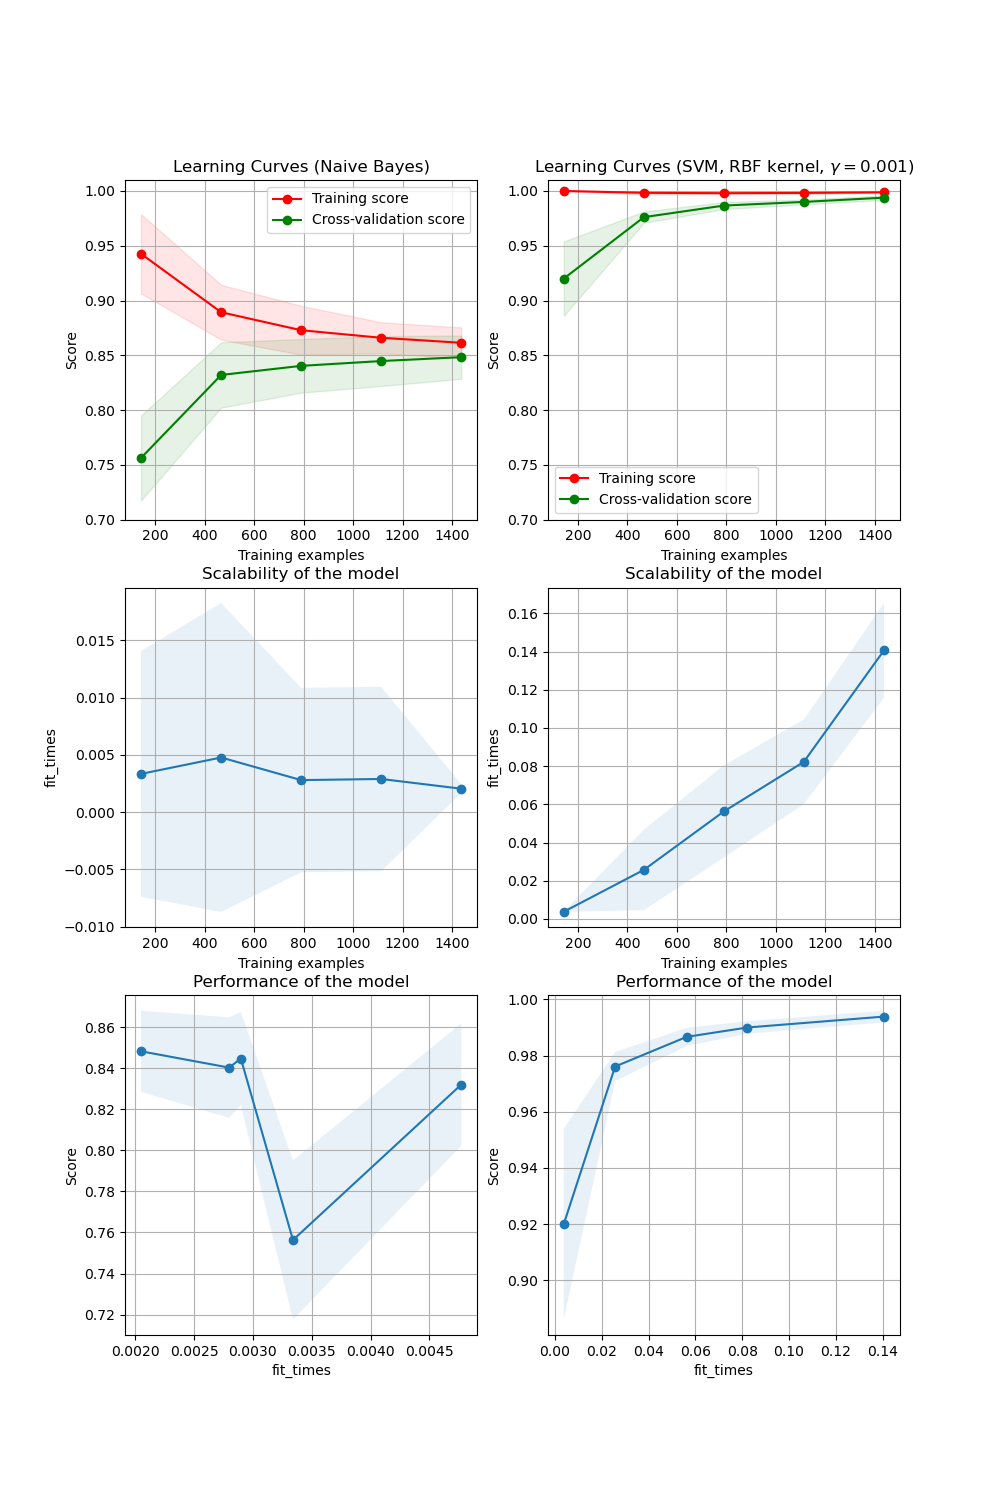 Learning Curves (Naive Bayes)
1.00
0.95
0.90
0.85
0.80
0.75
0.70
Score
Training score
Cross-validation score
200 400 600 800 1000 1200 1400
Training examples
Learning Curves (SVM, RBF kernel, γ = 0.001)
1.00
0.95
0.90
0.85
0.80
0.75
0.70
Score
Training score
Cross-validation score
200 400 600 800 1000 1200 1400
Training examples
Scalability of the model
0.015
0.010
0.005
0.000
−0.005
−0.010
fit_times
200 400 600 800 1000 1200 1400
Training examples
Scalability of the model
0.16
0.14
0.12
0.10
0.08
0.06
0.04
0.02
0.00
fit_times
200 400 600 800 1000 1200 1400
Training examples
Performance of the model
0.86
0.84
0.82
0.80
0.78
0.76
0.74
0.72
Score
0.0020 0.0025 0.0030 0.0035 0.0040 0.0045
fit_times
Performance of the model
1.00
0.98
0.96
0.94
0.92
0.90
Score
0.00 0.02 0.04 0.06 0.08 0.10 0.12 0.14
fit_times